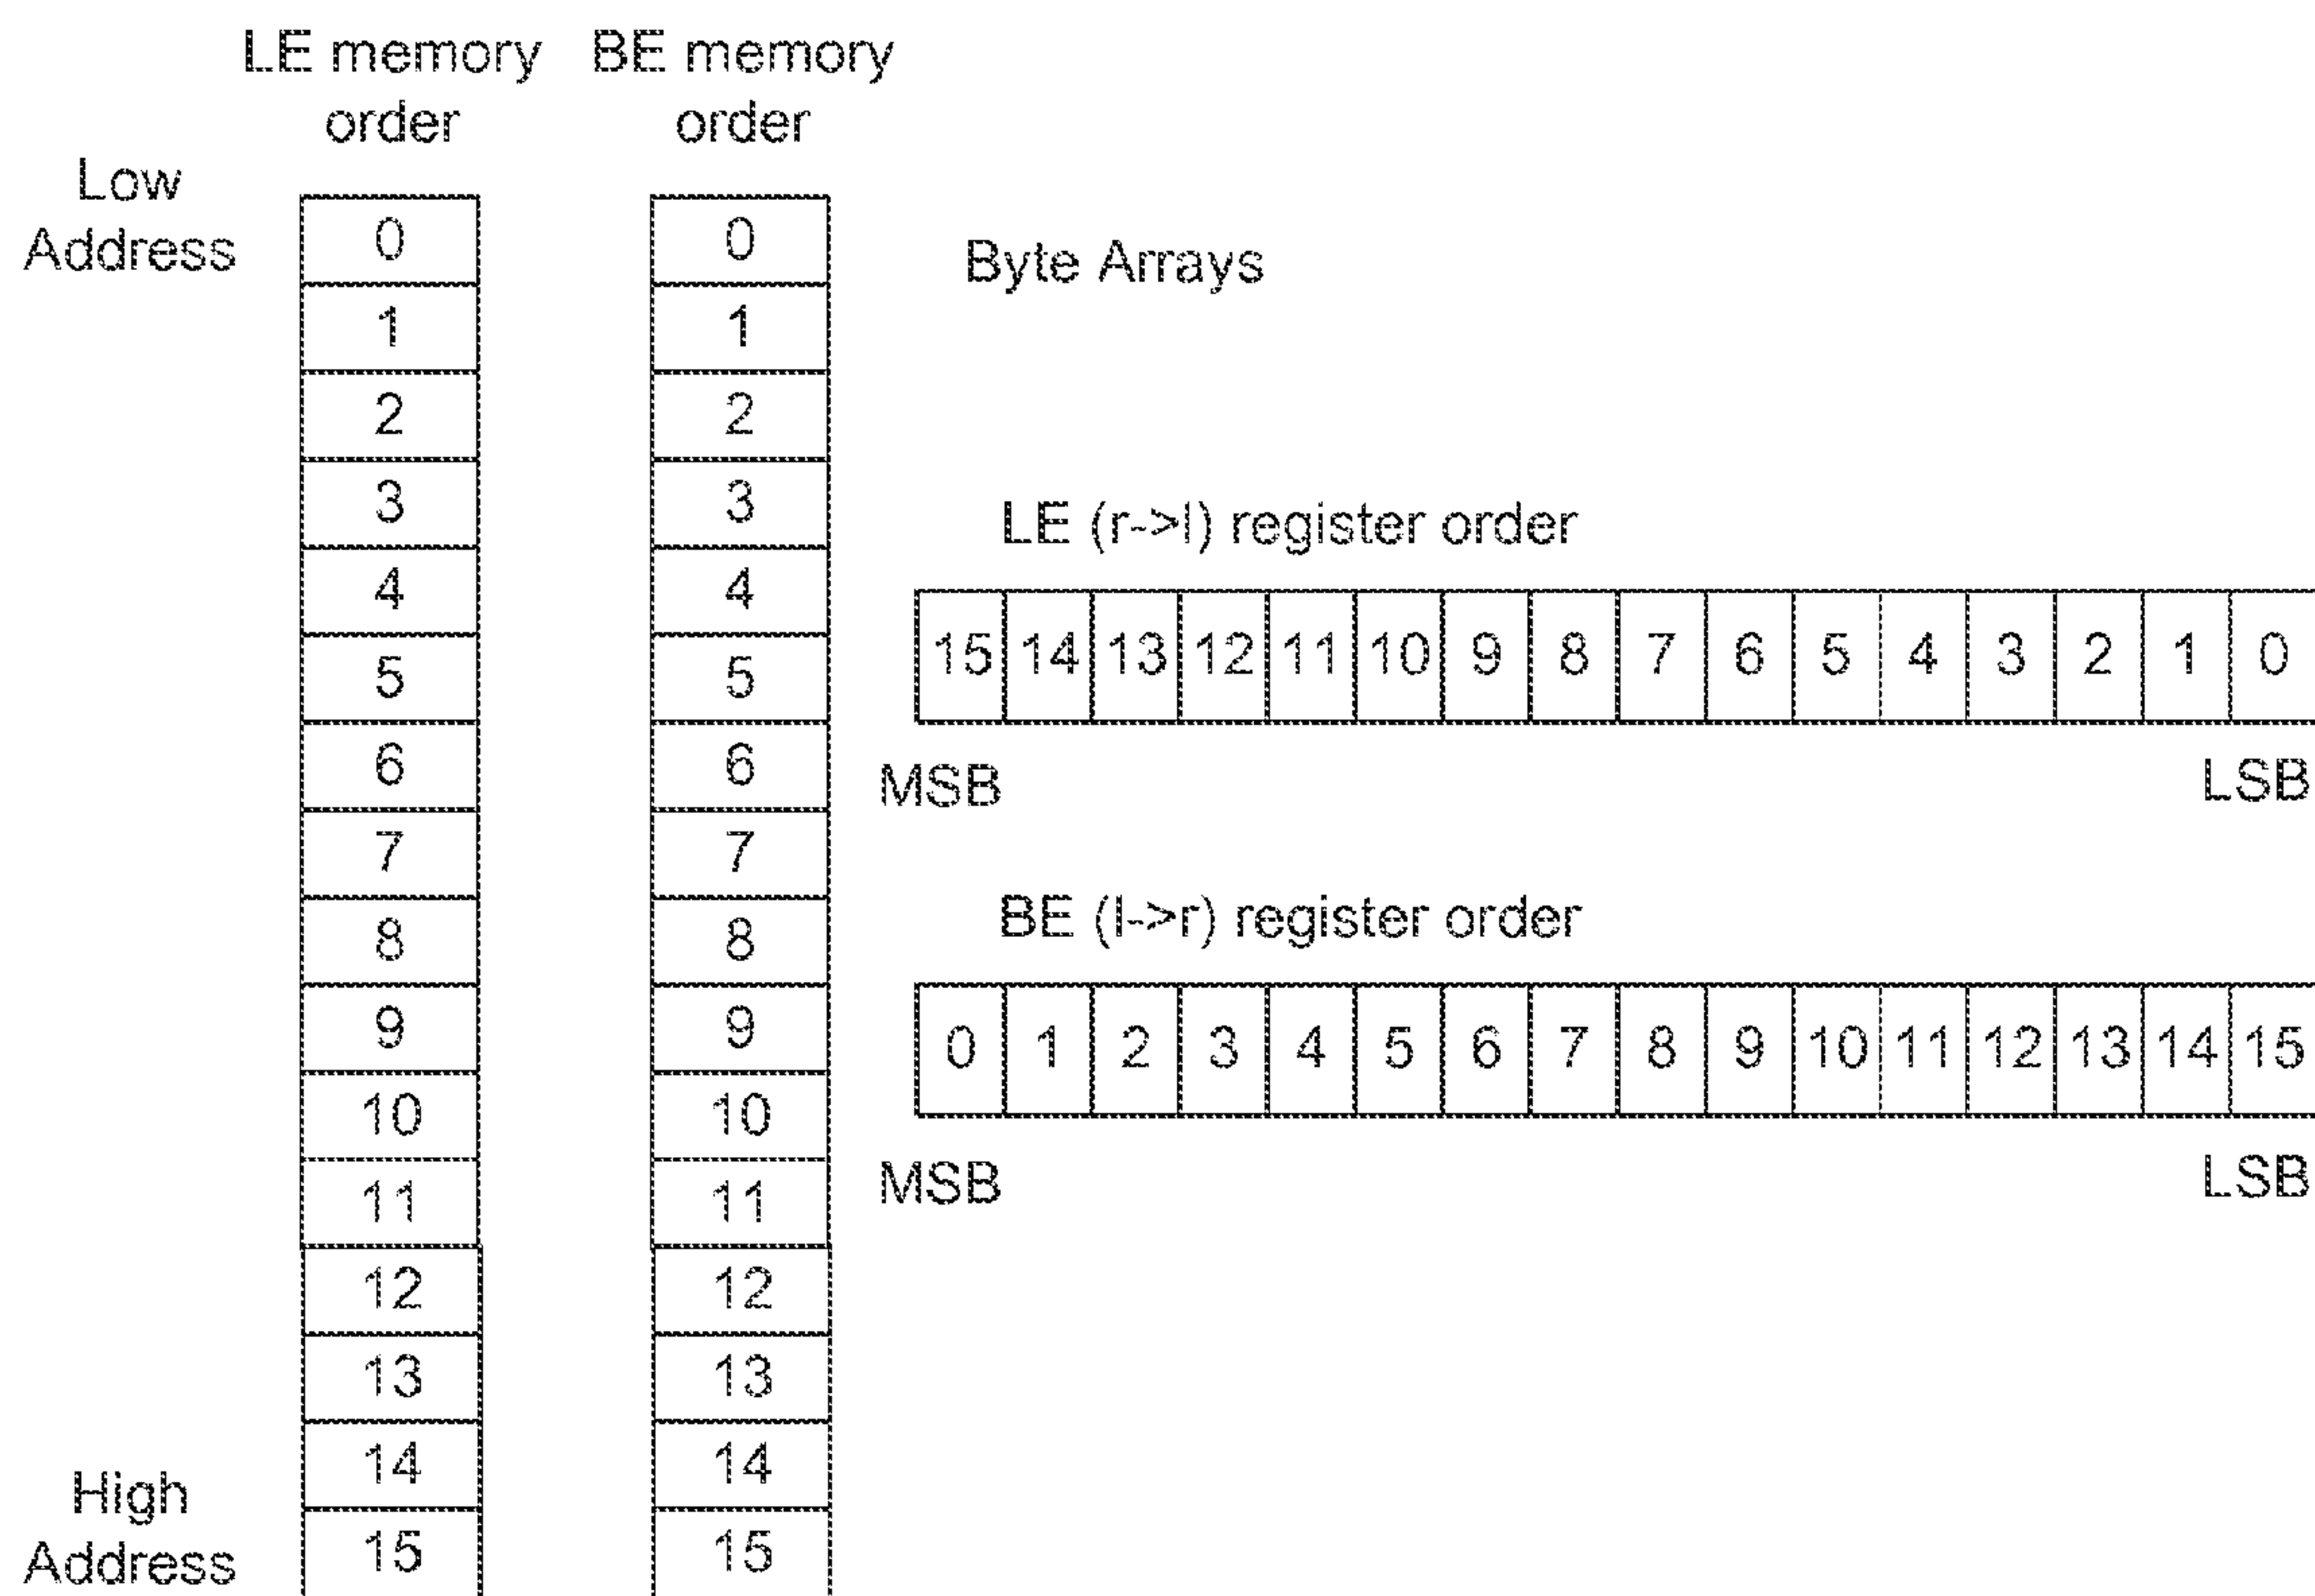 LE memory order
BE memory order
Low Address
0 0
1 1
2 2
3 3
4 4
5 5
6 6
7 7
8 8
9 9
10 10
11 11
12 12
13 13
14 14
15 15
High Address
Byte Arrays
LE (r->l) register order
15 14 13 12 11 10 9 8 7 6 5 4 3 2 1 0
MSB LSB
BE (l->r) register order
0 1 2 3 4 5 6 7 8 9 10 11 12 13 14 15
MSB LSB